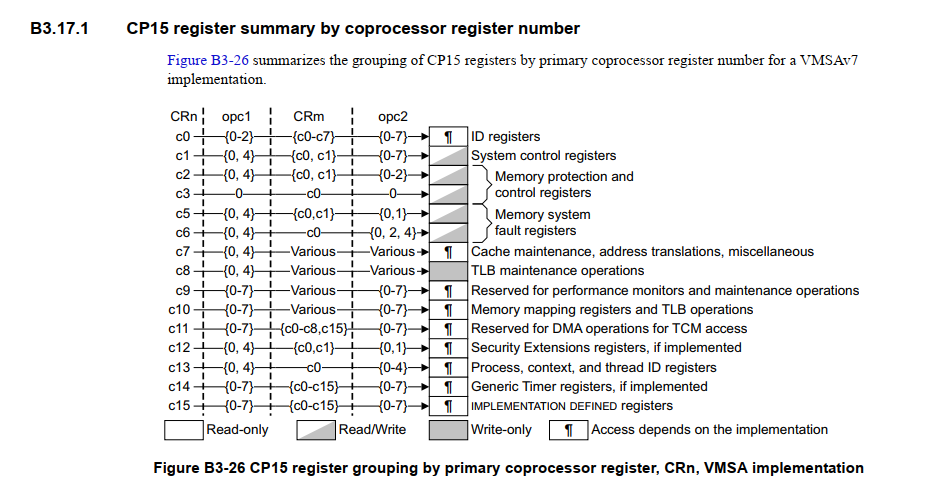 B3.17.1 CP15 register summary by coprocessor register number
Figure B3-26 summarizes the grouping of CP15 registers by primary coprocessor register number for a VMSAv7
implementation.
CRn opc1 CRm opc2
c0 {0-2} {c0-c7} {0-7} ¶ ID registers
c1 {0, 4} {c0, c1} {0-7} System control registers
c2 {0, 4} {c0, c1} {0-2} Memory protection and
c3 0 c0 0 control registers
c5 {0, 4} {c0,c1} {0,1} Memory system
c6 {0, 4} c0 {0, 2, 4} fault registers
c7 {0, 4} Various Various ¶ Cache maintenance, address translations, miscellaneous
c8 {0, 4} Various Various TLB maintenance operations
c9 {0-7} Various {0-7} ¶ Reserved for performance monitors and maintenance operations
c10 {0-7} Various {0-7} ¶ Memory mapping registers and TLB operations
c11 {0-7} {c0-c8,c15} {0-7} ¶ Reserved for DMA operations for TCM access
c12 {0, 4} {c0,c1} {0,1} ¶ Security Extensions registers, if implemented
c13 {0, 4} c0 {0-4} ¶ Process, context, and thread ID registers
c14 {0-7} {c0-c15} {0-7} ¶ Generic Timer registers, if implemented
c15 {0-7} {c0-c15} {0-7} ¶ IMPLEMENTATION DEFINED registers
Read-only Read/Write Write-only ¶ Access depends on the implementation
Figure B3-26 CP15 register grouping by primary coprocessor register, CRn, VMSA implementation